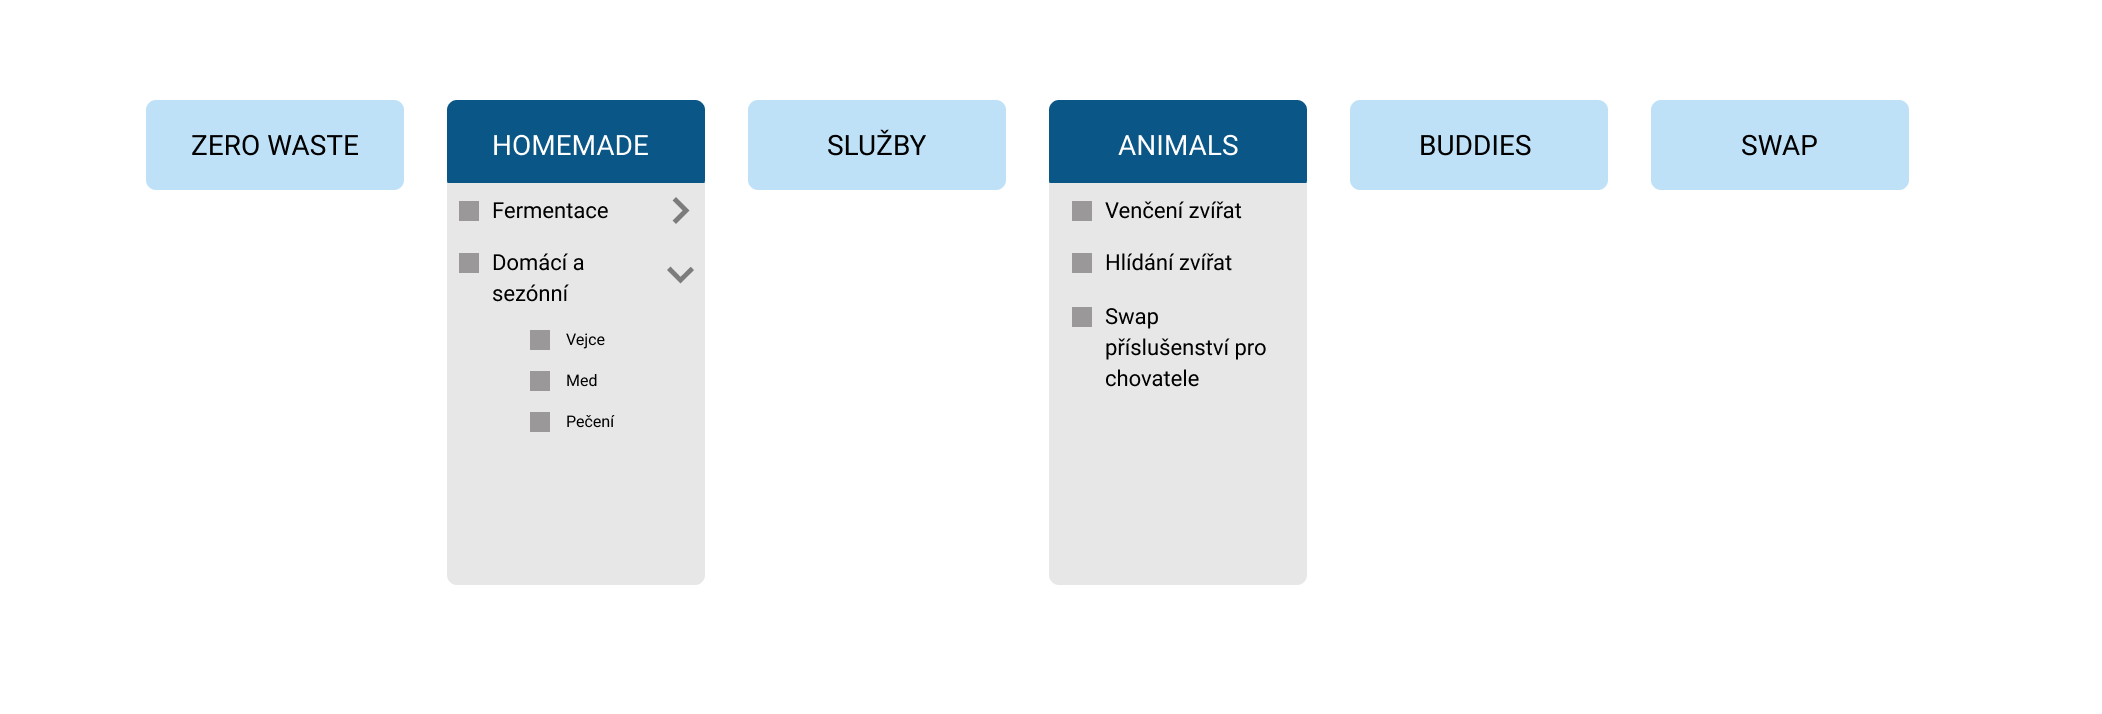 ZERO WASTE
HOMEMADE
SLUŽBY
ANIMALS
BUDDIES
SWAP
Fermentace
Domácí a
sezónní
Vejce
Med
Pečení
Venčení zvířat
Hlídání zvířat
Swap
příslušenství pro
chovatele